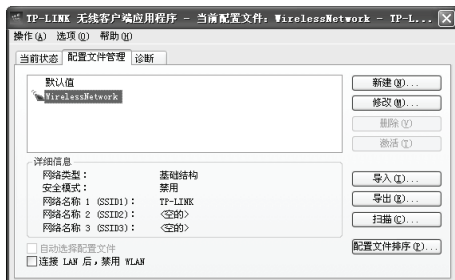 TP-LINK 无线客户端应用程序 - 当前配置文件: WirelessNetwork - TP-L...
操作(A) 选项(O) 帮助(H)
当前状态 配置文件管理 诊断
默认值
WirelessNetwork
新建(N)...
修改(M)...
删除(V)
激活(T)
详细信息
网络类型: 基础结构
安全模式: 禁用
网络名称 1 (SSID1): TP-LINK
网络名称 2 (SSID2): <空的>
网络名称 3 (SSID3): <空的>
导入(I)...
导出(E)...
扫描(C)...
自动选择配置文件
配置文件排序(P)...
连接 LAN 后,禁用 WLAN